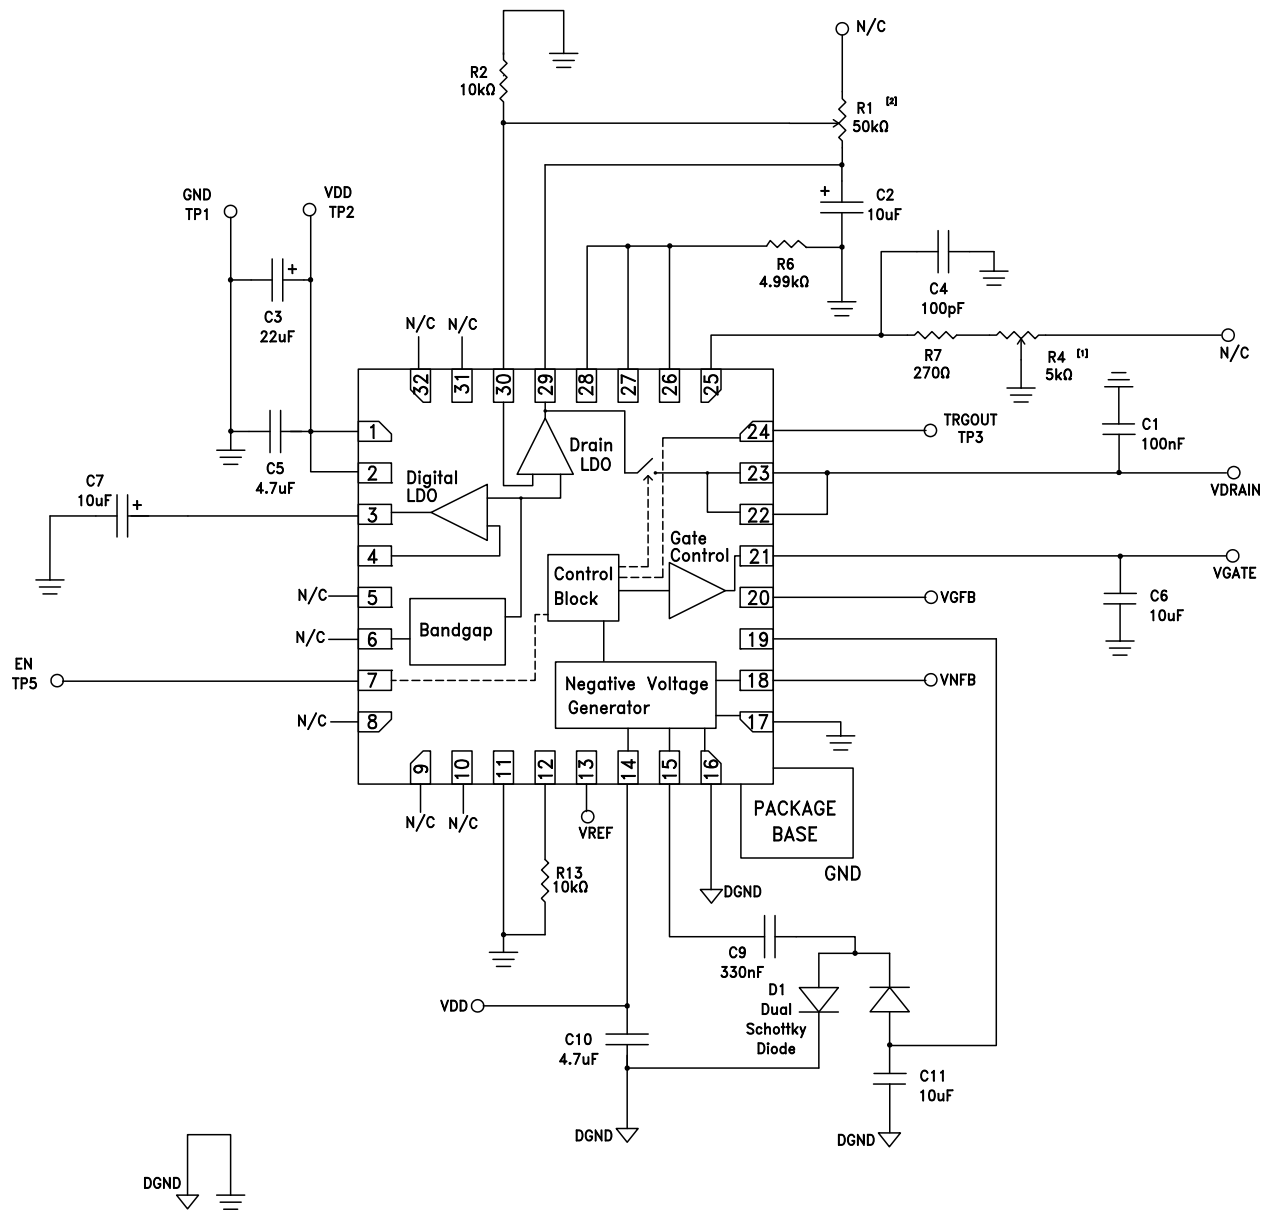 N/C
R2
10kΩ
R1 [2]
50kΩ
GND
TP1
VDD
TP2
+
C2
10uF
R6
4.99kΩ
C4
100pF
+
C3
22uF
N/C
N/C
R7
270Ω
R4 [1]
5kΩ
N/C
32
31
30
29
28
27
26
25
C5
4.7uF
1
2
3
4
5
6
7
8
24
23
22
21
20
19
18
17
TRGOUT
TP3
C1
100nF
Drain
LDO
Digital
LDO
C7
10uF
+
VDRAIN
Gate
Control
Control
Block
VGATE
N/C
VGFB
C6
10uF
Bandgap
N/C
EN
TP5
Negative Voltage
Generator
VNFB
N/C
9
10
11
12
13
14
15
16
N/C
N/C
VREF
PACKAGE
BASE
GND
R13
10kΩ
DGND
C9
330nF
D1
Dual
Schottky
Diode
VDD
C10
4.7uF
C11
10uF
DGND
DGND
DGND